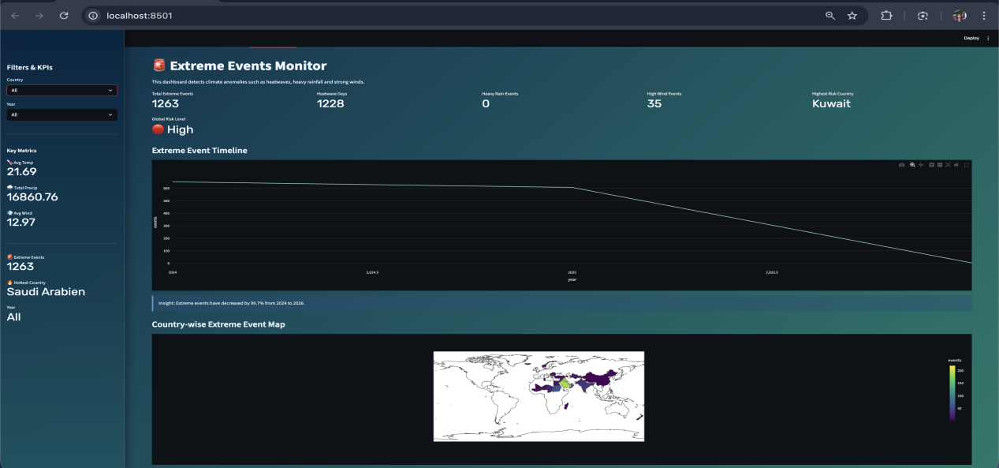 localhost:8501
Deploy
Filters & KPIs
Country
All
Year
All
Key Metrics
Avg Temp
21.69
Total Precip
16860.76
Avg Wind
12.97
Extreme Events
1263
Hottest Country
Saudi Arabien
Year
All
Extreme Events Monitor
This dashboard detects climate anomalies such as heatwaves, heavy rainfall and strong winds.
Total Extreme Events
1263
Heatwave Days
1228
Heavy Rain Events
0
High Wind Events
35
Highest Risk Country
Kuwait
Global Risk Level
High
Extreme Event Timeline
events
600
500
400
300
200
100
0
2024 2,024.5 2025 2,025.5
year
Insight: Extreme events have decreased by 99.7% from 2024 to 2026.
Country-wise Extreme Event Map
events
200
150
100
50